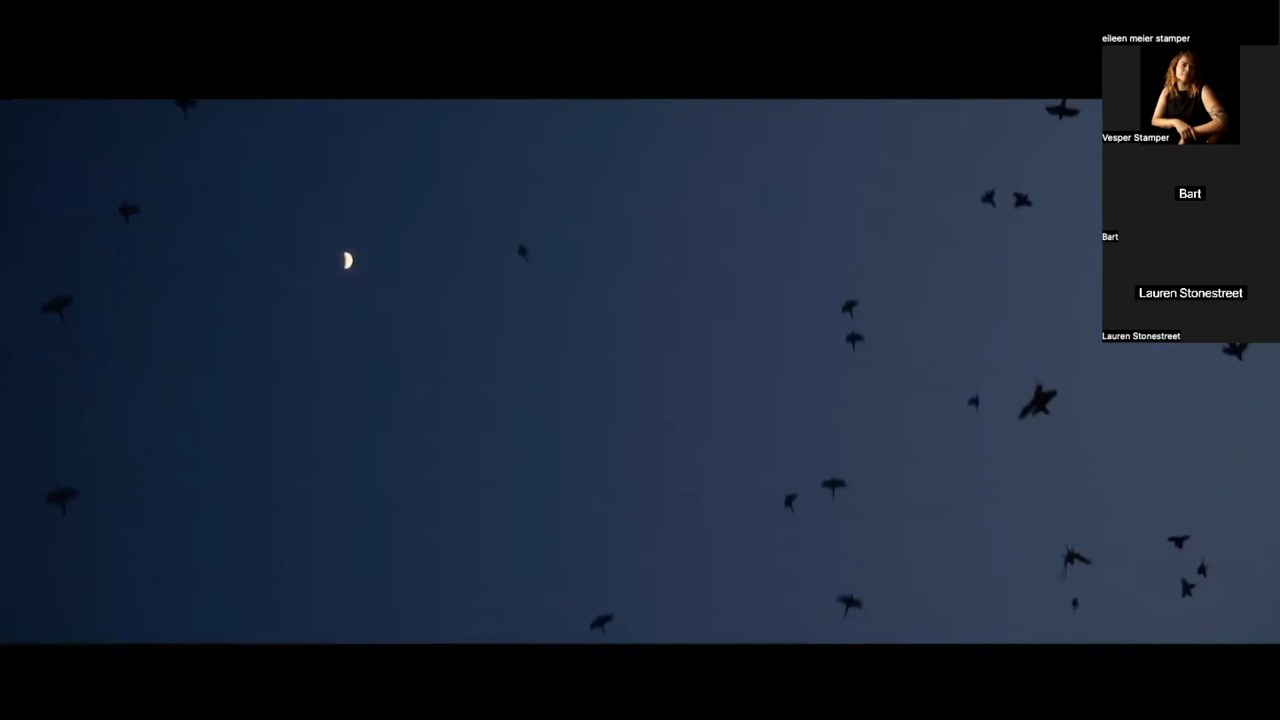 eileen meier stamper
Vesper Stamper
Bart
Bart
Lauren Stonestreet
Lauren Stonestreet